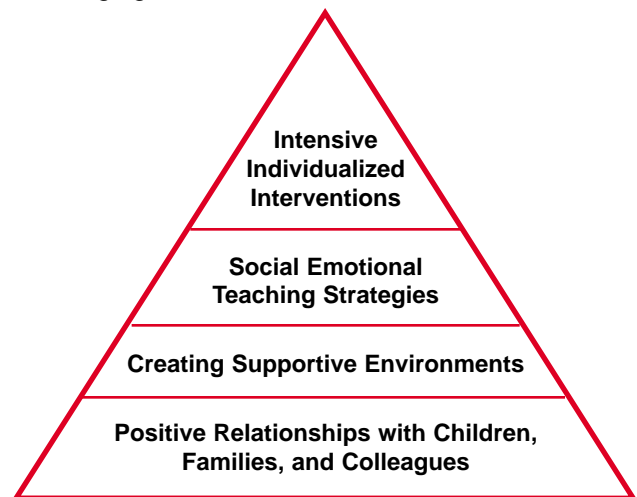 Intensive
Individualized
Interventions
Social Emotional
Teaching Strategies
Creating Supportive Environments
Positive Relationships with Children,
Families, and Colleagues